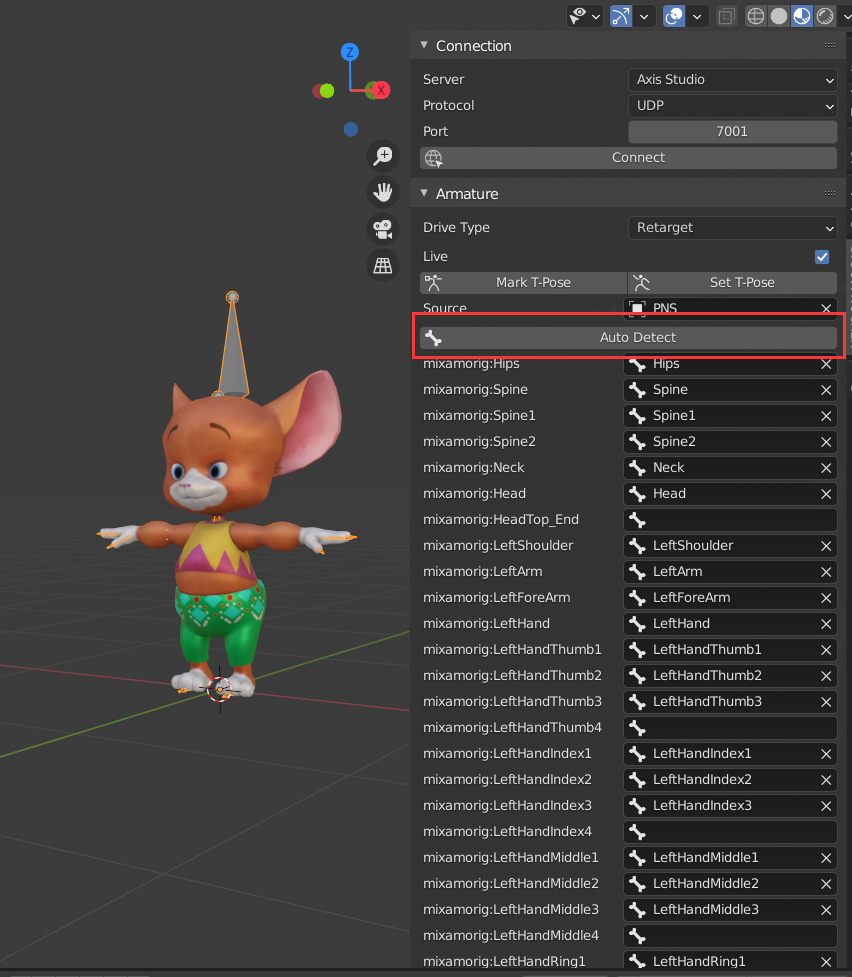 Connection
Z
X
Server Axis Studio
Protocol UDP
Port 7001
Connect
Armature
Drive Type Retarget
Live
Mark T-Pose Set T-Pose
Source PNS
Auto Detect
mixamorig:Hips Hips
mixamorig:Spine Spine
mixamorig:Spine1 Spine1
mixamorig:Spine2 Spine2
mixamorig:Neck Neck
mixamorig:Head Head
mixamorig:HeadTop_End
mixamorig:LeftShoulder LeftShoulder
mixamorig:LeftArm LeftArm
mixamorig:LeftForeArm LeftForeArm
mixamorig:LeftHand LeftHand
mixamorig:LeftHandThumb1 LeftHandThumb1
mixamorig:LeftHandThumb2 LeftHandThumb2
mixamorig:LeftHandThumb3 LeftHandThumb3
mixamorig:LeftHandThumb4
mixamorig:LeftHandIndex1 LeftHandIndex1
mixamorig:LeftHandIndex2 LeftHandIndex2
mixamorig:LeftHandIndex3 LeftHandIndex3
mixamorig:LeftHandIndex4
mixamorig:LeftHandMiddle1 LeftHandMiddle1
mixamorig:LeftHandMiddle2 LeftHandMiddle2
mixamorig:LeftHandMiddle3 LeftHandMiddle3
mixamorig:LeftHandMiddle4
mixamorig:LeftHandRing1 LeftHandRing1